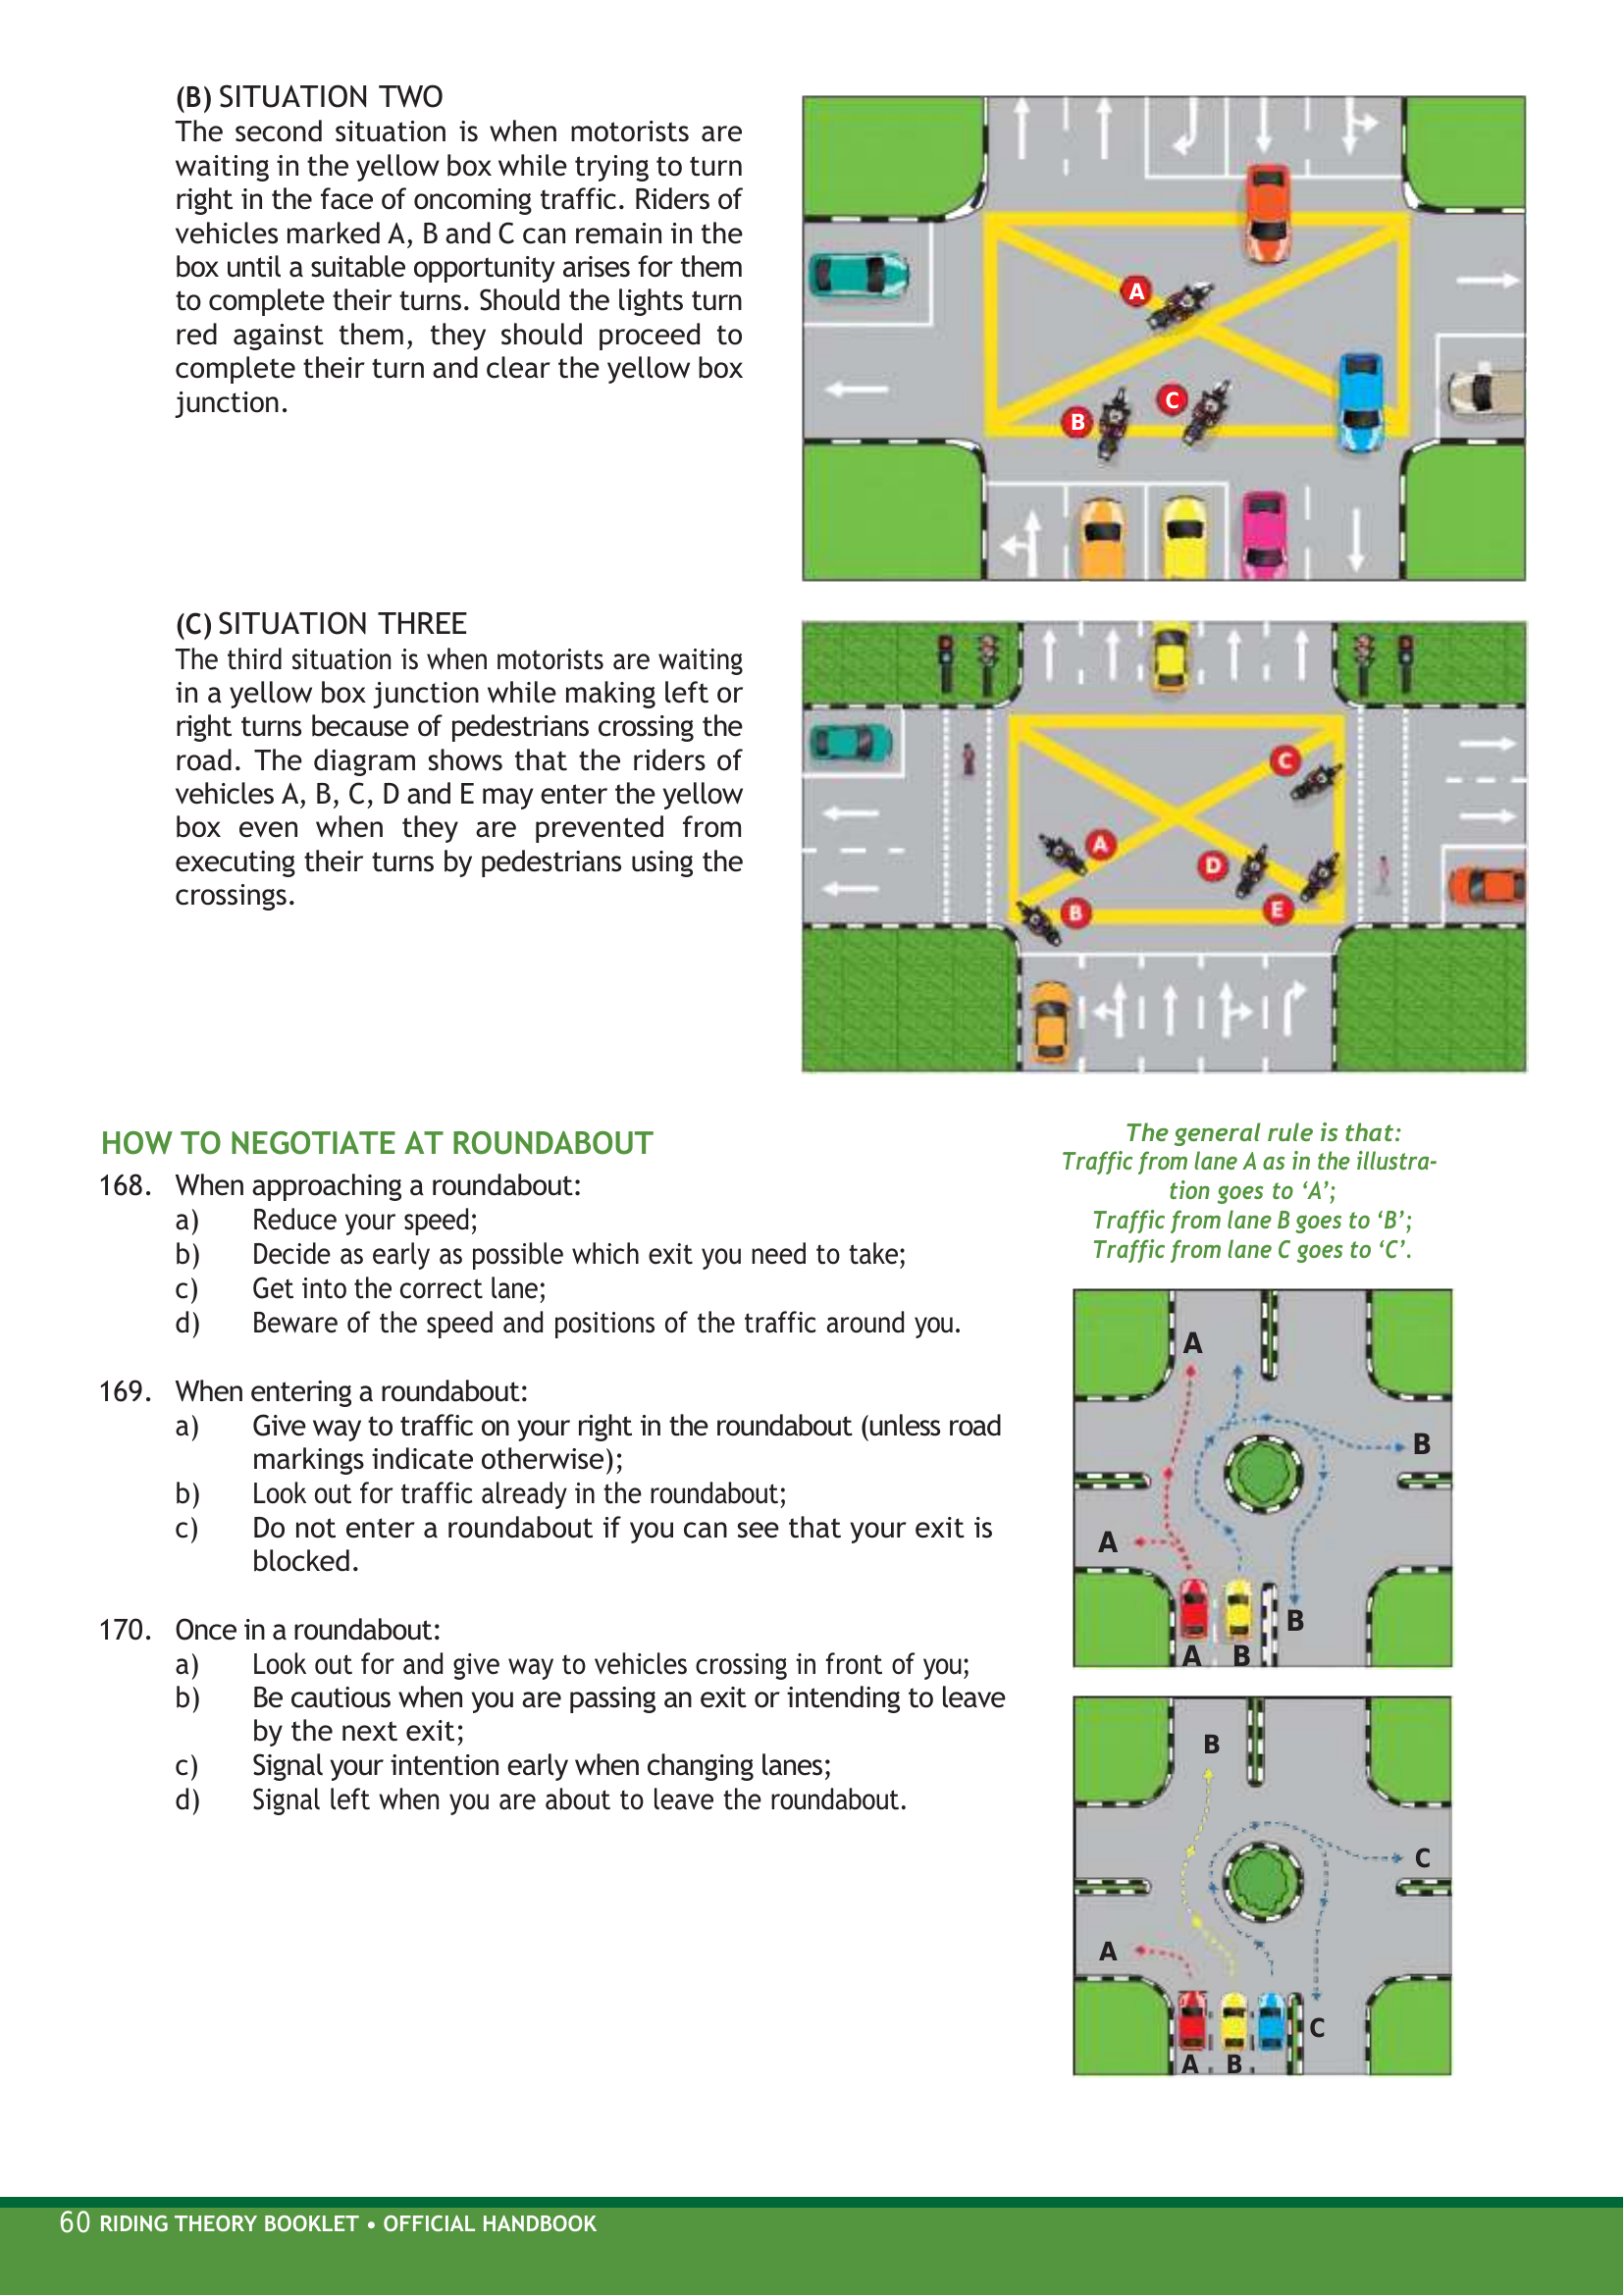 (B) SITUATION TWO
The second situation is when motorists are
waiting in the yellow box while trying to turn
right in the face of oncoming traffic. Riders of
vehicles marked A, B and C can remain in the
box until a suitable opportunity arises for them
to complete their turns. Should the lights turn
red against them, they should proceed to
complete their turn and clear the yellow box
junction.
A
B
C
(C) SITUATION THREE
The third situation is when motorists are waiting
in a yellow box junction while making left or
right turns because of pedestrians crossing the
road. The diagram shows that the riders of
vehicles A, B, C, D and E may enter the yellow
box even when they are prevented from
executing their turns by pedestrians using the
crossings.
C
A
D
B
E
HOW TO NEGOTIATE AT ROUNDABOUT
168. When approaching a roundabout:
a) Reduce your speed;
b) Decide as early as possible which exit you need to take;
c) Get into the correct lane;
d) Beware of the speed and positions of the traffic around you.
169. When entering a roundabout:
a) Give way to traffic on your right in the roundabout (unless road
markings indicate otherwise);
b) Look out for traffic already in the roundabout;
c) Do not enter a roundabout if you can see that your exit is
blocked.
170. Once in a roundabout:
a) Look out for and give way to vehicles crossing in front of you;
b) Be cautious when you are passing an exit or intending to leave
by the next exit;
c) Signal your intention early when changing lanes;
d) Signal left when you are about to leave the roundabout.
The general rule is that:
Traffic from lane A as in the illustra-
tion goes to ‘A’;
Traffic from lane B goes to ‘B’;
Traffic from lane C goes to ‘C’.
A
B
A
B
A B
B
C
A
C
A B
60 RIDING THEORY BOOKLET • OFFICIAL HANDBOOK